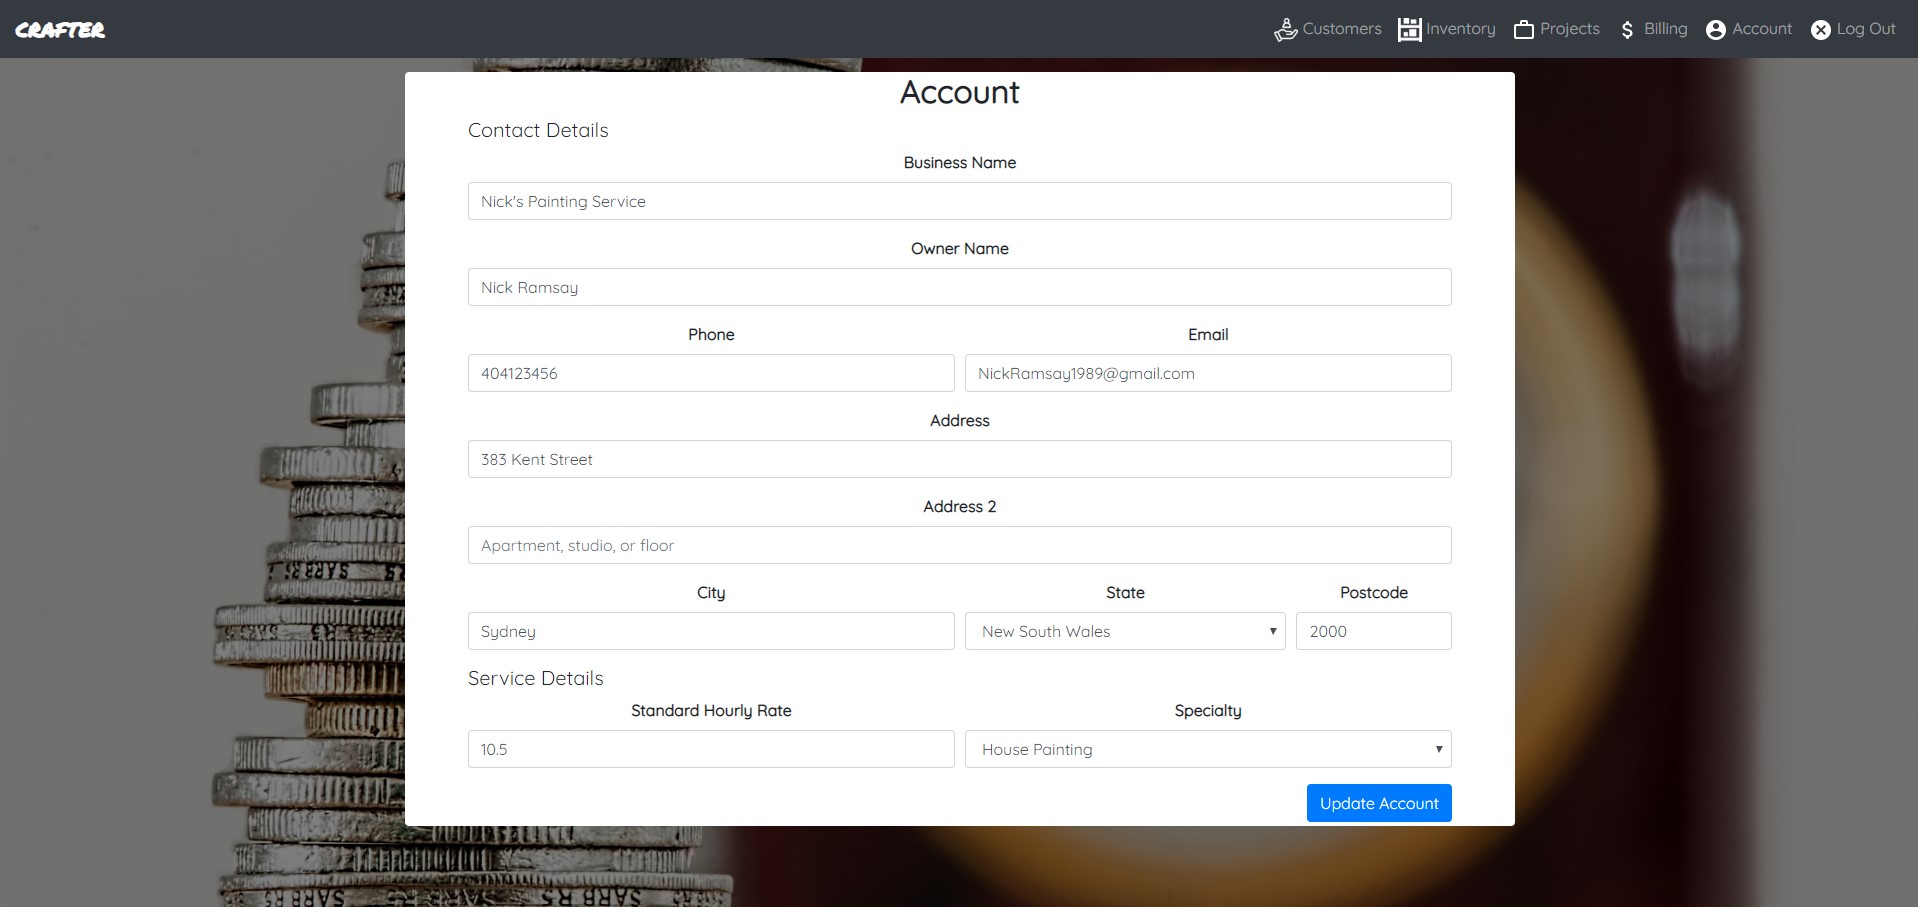 CRAFTER
Customers Inventory Projects Billing Account Log Out
Account
Contact Details
Business Name
Nick's Painting Service
Owner Name
Nick Ramsay
Phone Email
404123456 NickRamsay1989@gmail.com
Address
383 Kent Street
Address 2
Apartment, studio, or floor
City State Postcode
Sydney New South Wales 2000
Service Details
Standard Hourly Rate Specialty
10.5 House Painting
Update Account